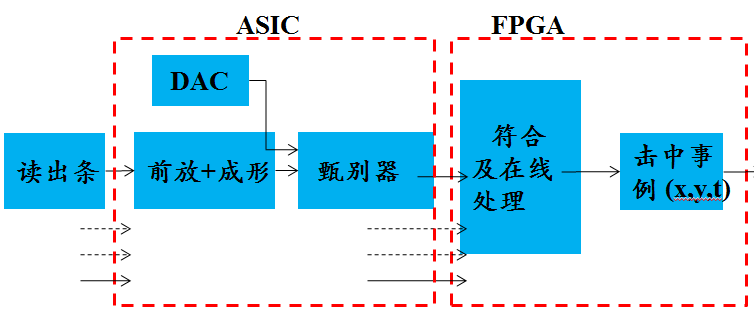 ASIC
FPGA
DAC
读出条
前放+成形
甄别器
符合
及在线
处理
击中事
例 (x,y,t)